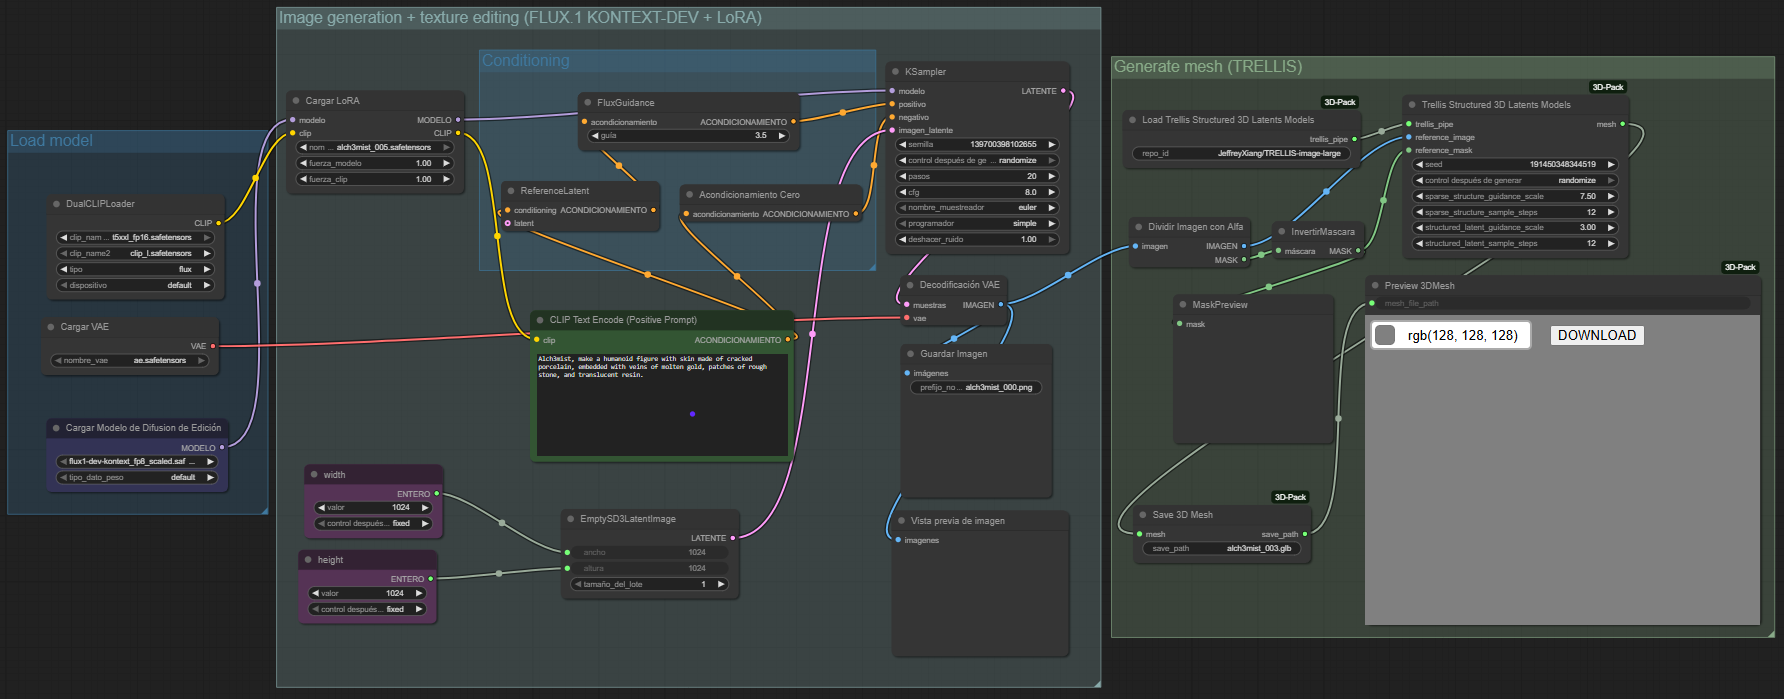 Load model
DualCLIPLoader
CLIP
clip_nam ... t5xxl_fp16.safetensors
clip_name2 clip_l.safetensors
tipo flux
dispositivo default
Cargar VAE
VAE
nombre_vae ae.safetensors
Cargar Modelo de Difusion de Edición
MODELO
flux1-dev-kontext_fp8_scaled.saf ...
tipo_dato_peso default
Image generation + texture editing (FLUX.1 KONTEXT-DEV + LoRA)
Cargar LoRA
modelo MODELO
clip CLIP
nom ... alch3mist_005.safetensors
fuerza_modelo 1.00
fuerza_clip 1.00
Conditioning
FluxGuidance
acondicionamiento ACONDICIONAMIENTO
guía 3.5
ReferenceLatent
conditioning ACONDICIONAMIENTO
latent
Acondicionamiento Cero
acondicionamiento ACONDICIONAMIENTO
CLIP Text Encode (Positive Prompt)
clip ACONDICIONAMIENTO
Alch3mist, make a humanoid figure with skin made of cracked
porcelain, embedded with veins of molten gold, patches of rough
stone, and translucent resin.
width
ENTERO
valor 1024
control después... fixed
height
ENTERO
valor 1024
control después... fixed
EmptySD3LatentImage
LATENTE
ancho 1024
altura 1024
tamaño_del_lote 1
KSampler
modelo LATENTE
positivo
negativo
imagen_latente
semilla 139700398102655
control después de ge ... randomize
pasos 20
cfg 8.0
nombre_muestreador euler
programador simple
deshacer_ruido 1.00
Decodificación VAE
muestras IMAGEN
vae
Guardar Imagen
imágenes
prefijo_no... alch3mist_000.png
Vista previa de imagen
imagenes
Generate mesh (TRELLIS)
3D-Pack
Load Trellis Structured 3D Latents Models
trellis_pipe
repo_id JeffreyXiang/TRELLIS-image-large
3D-Pack
Trellis Structured 3D Latents Models
trellis_pipe mesh
reference_image
reference_mask
seed 191450348344519
control después de generar randomize
sparse_structure_guidance_scale 7.50
sparse_structure_sample_steps 12
structured_latent_guidance_scale 3.00
structured_latent_sample_steps 12
Dividir Imagen con Alfa
imagen IMAGEN
MASK
InvertirMascara
máscara MASK
MaskPreview
mask
3D-Pack
Save 3D Mesh
mesh save_path
save_path alch3mist_003.glb
3D-Pack
Preview 3DMesh
mesh_file_path
rgb(128, 128, 128)
DOWNLOAD